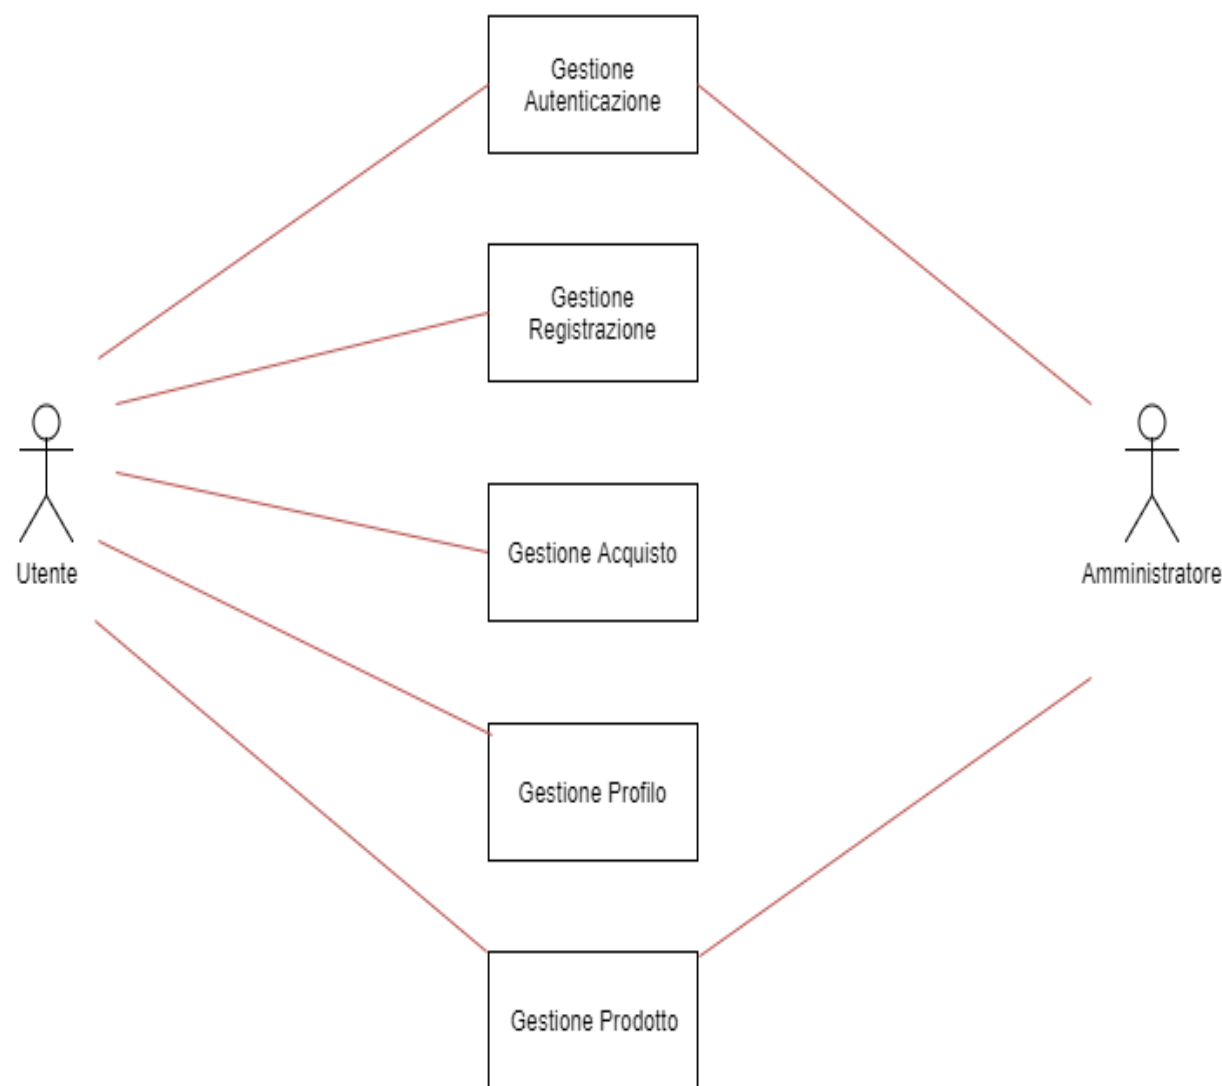 Gestione
Autenticazione
Gestione
Registrazione
Gestione Acquisto
Utente
Amministratore
Gestione Profilo
Gestione Prodotto